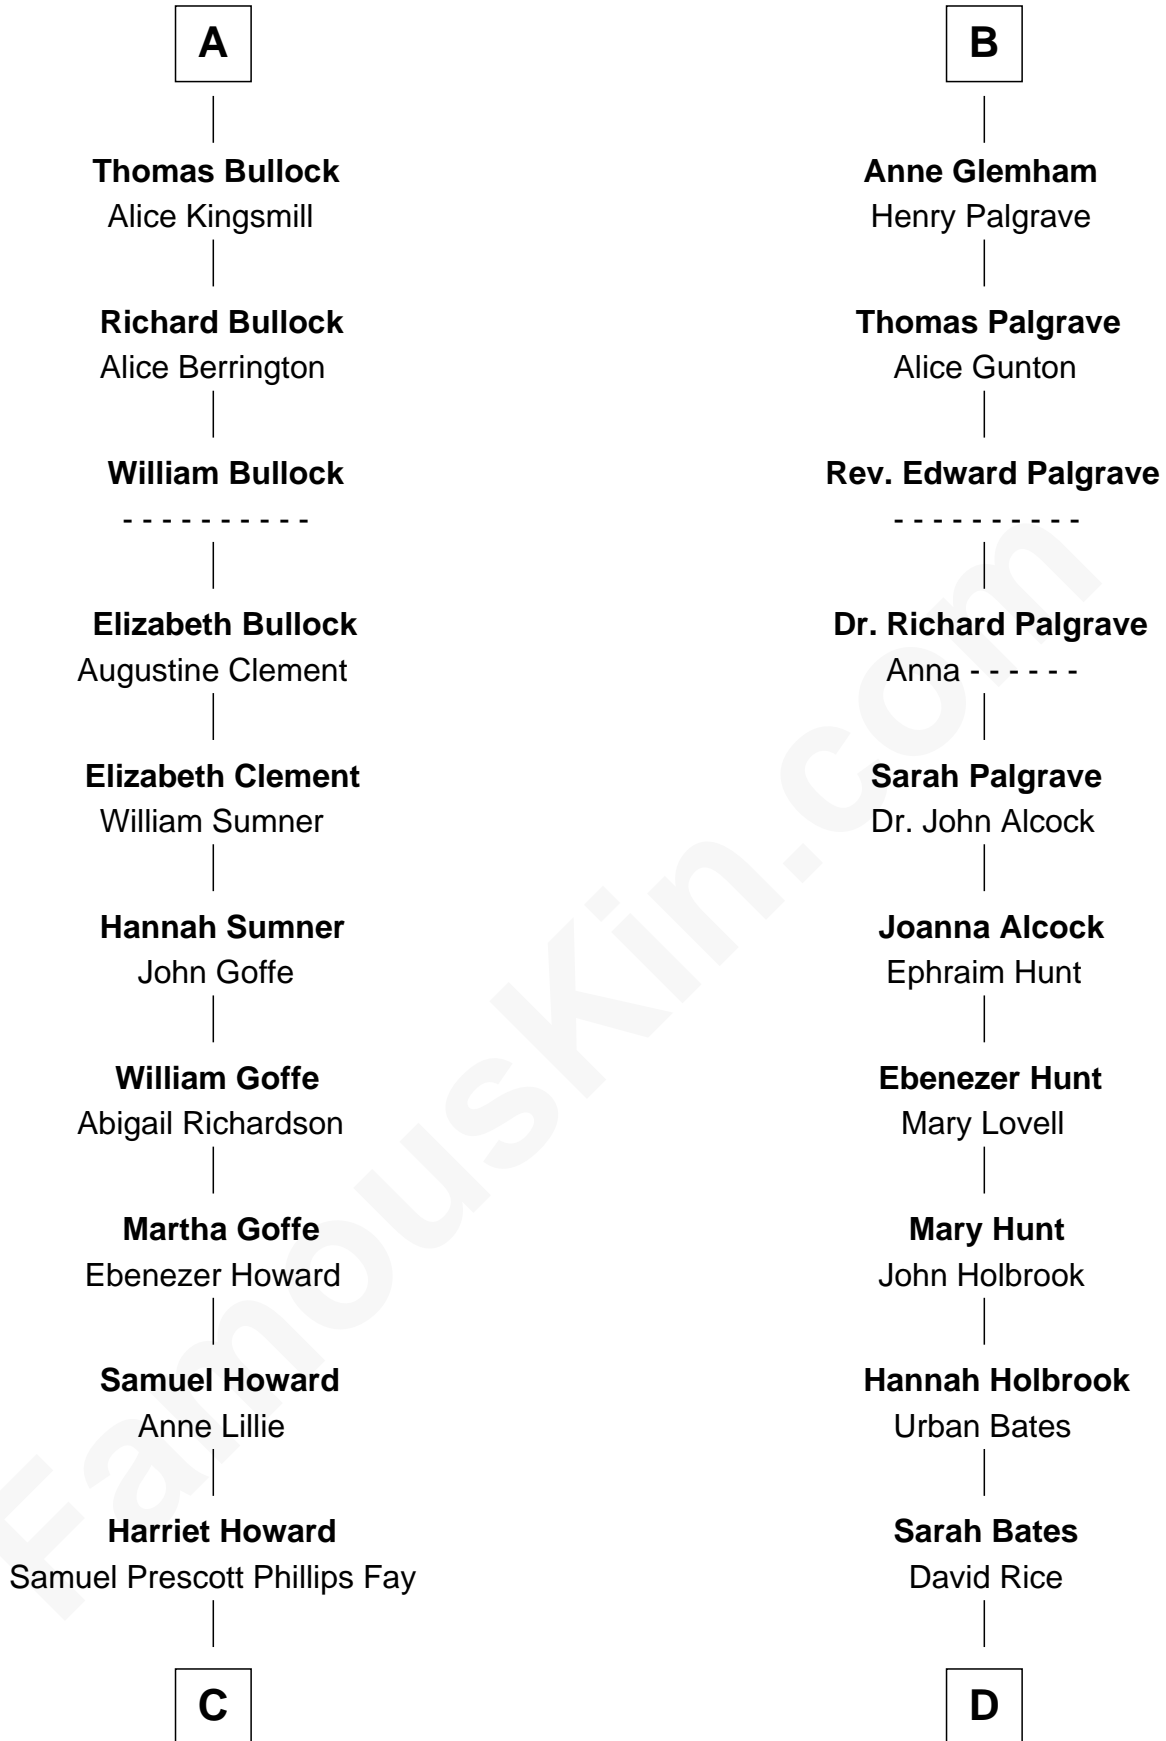 A
Thomas Bullock
Alice Kingsmill
Richard Bullock
Alice Berrington
William Bullock
- - - - - - - - - -
Elizabeth Bullock
Augustine Clement
Elizabeth Clement
William Sumner
Hannah Sumner
John Goffe
William Goffe
Abigail Richardson
Martha Goffe
Ebenezer Howard
Samuel Howard
Anne Lillie
Harriet Howard
Samuel Prescott Phillips Fay
C
B
Anne Glemham
Henry Palgrave
Thomas Palgrave
Alice Gunton
Rev. Edward Palgrave
- - - - - - - - - -
Dr. Richard Palgrave
Anna - - - - - -
Sarah Palgrave
Dr. John Alcock
Joanna Alcock
Ephraim Hunt
Ebenezer Hunt
Mary Lovell
Mary Hunt
John Holbrook
Hannah Holbrook
Urban Bates
Sarah Bates
David Rice
D
FamousKin.com